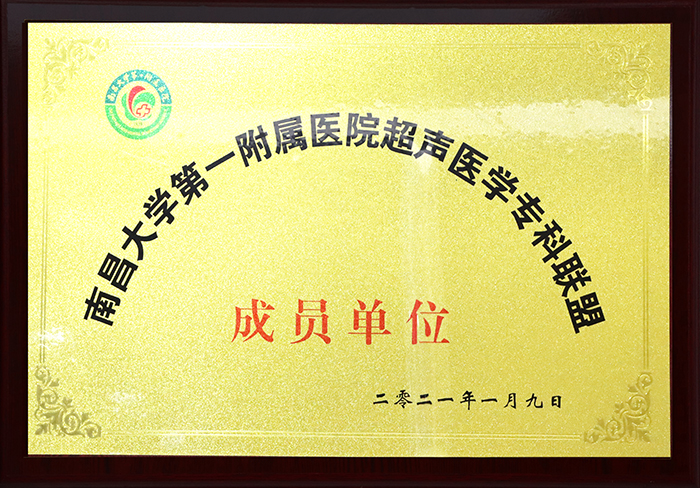 南昌大学第一附属医院超声医学专科联盟
成员单位
二零二一年一月九日